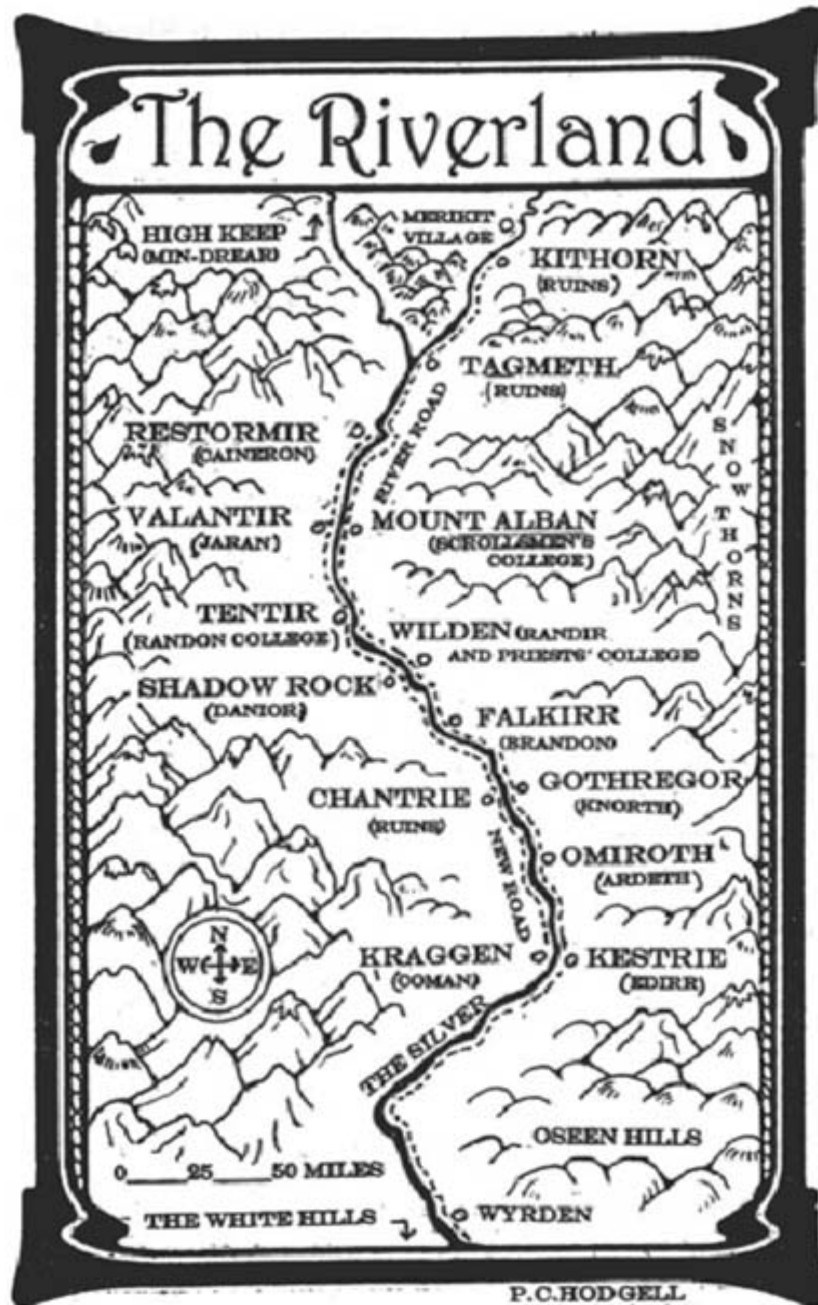 The Riverland
HIGH KEEP
(MIN-DREAR)
MERIKIT
VILLAGE
KITHORN
(RUINS)
TAGMETH
(RUINS)
RIVER ROAD
RESTORMIR
(CAINERON)
SNOWTHORNS
VALANTIR
(JARAN)
MOUNT ALBAN
(SCROLLSMEN'S
COLLEGE)
TENTIR
(RANDON COLLEGE)
WILDEN (RANDIR
AND PRIESTS' COLLEGE)
SHADOW ROCK
(DANIOR)
FALKIRR
(BRANDON)
GOTHREGOR
(KNORTH)
CHANTRIE
(RUINS)
NEW ROAD
OMIROTH
(ARDETH)
N
W E
S
KRAGGEN
(COMAN)
KESTRIE
(EDIRR)
THE SILVER
OSEEN HILLS
0 25 50 MILES
THE WHITE HILLS
WYRDEN
P.C.HODGELL